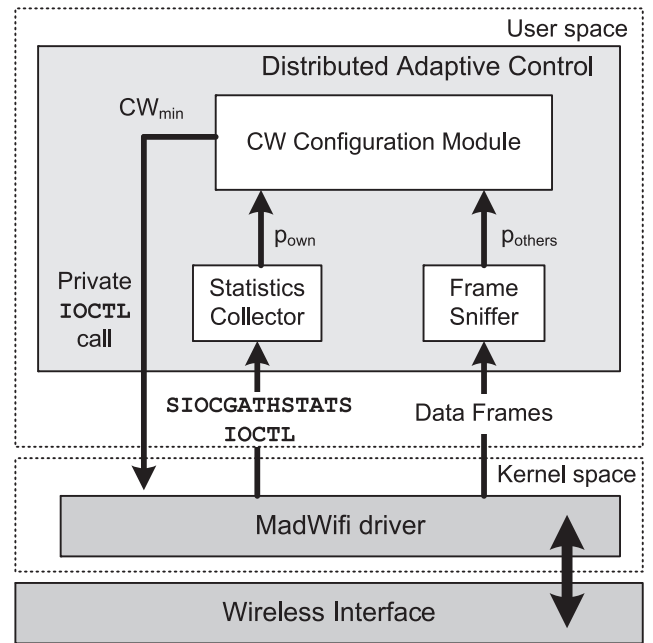 User space
Distributed Adaptive Control
CWmin
CW Configuration Module
pown
pothers
Private
IOCTL
call
Statistics
Collector
Frame
Sniffer
SIOCGATHSTATS
IOCTL
Data Frames
Kernel space
MadWifi driver
Wireless Interface